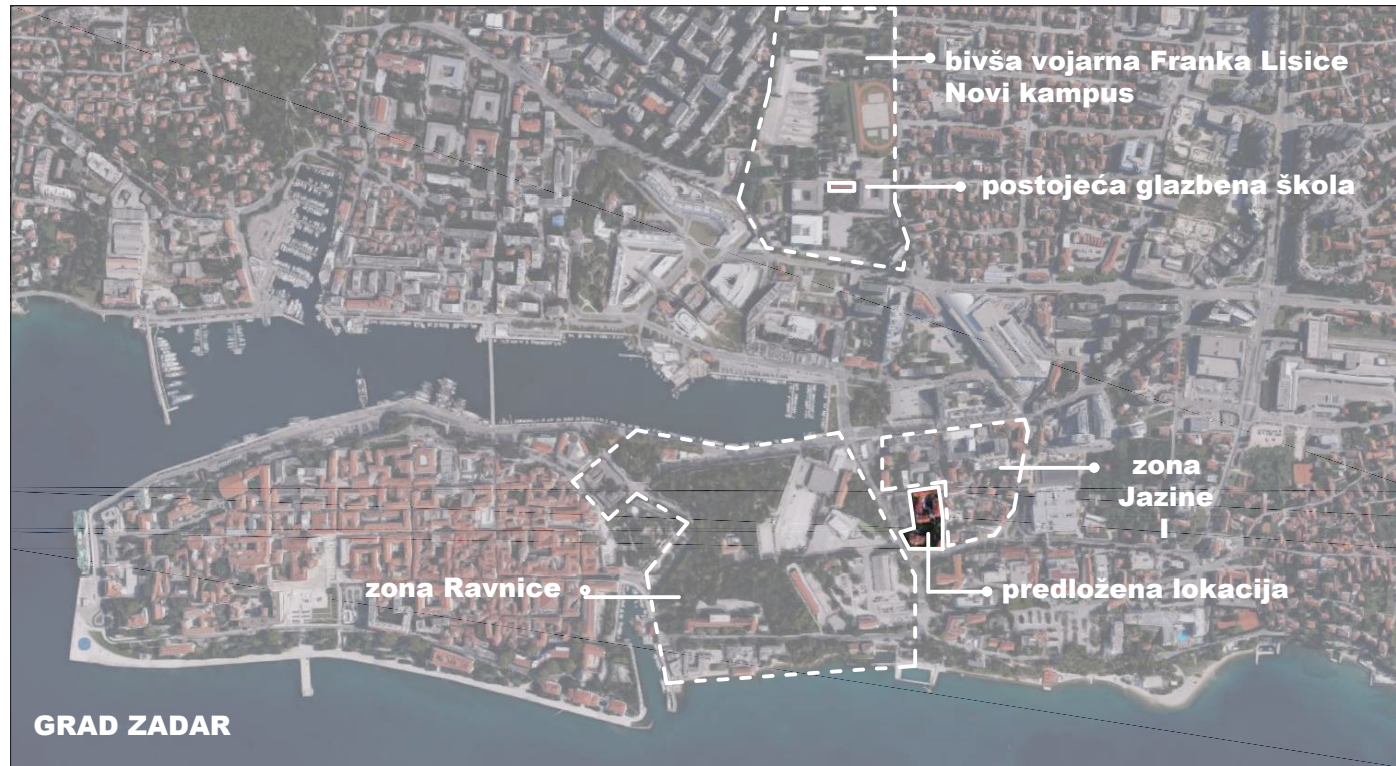 bivša vojarna Franka Lisice
Novi kampus
postojeća glazbena škola
zona
Jazine
I
zona Ravnice
predložena lokacija
GRAD ZADAR